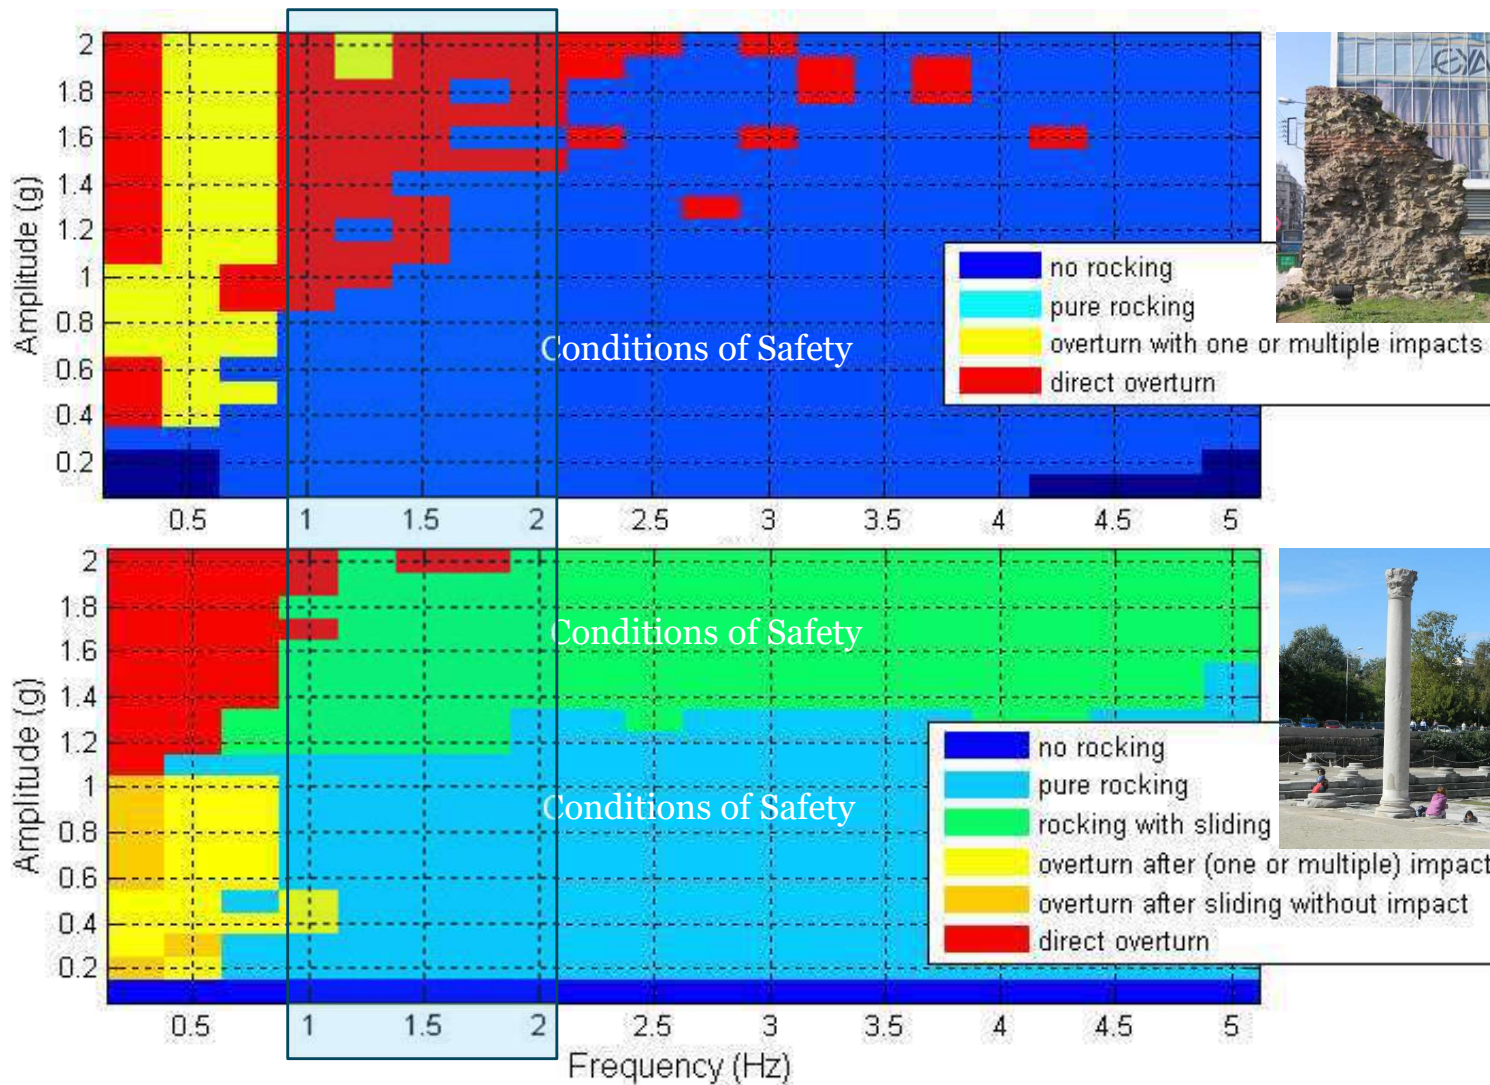 Amplitude (g)
2
1.8
1.6
1.4
1.2
1
0.8
0.6
0.4
0.2
0.5
1
1.5
2
2.5
3
3.5
4
4.5
5
Conditions of Safety
no rocking
pure rocking
overturn with one or multiple impacts
direct overturn
Amplitude (g)
2
1.8
1.6
1.4
1.2
1
0.8
0.6
0.4
0.2
0.5
1
1.5
2
2.5
3
3.5
4
4.5
5
Frequency (Hz)
Conditions of Safety
Conditions of Safety
no rocking
pure rocking
rocking with sliding
overturn after (one or multiple) impact
overturn after sliding without impact
direct overturn